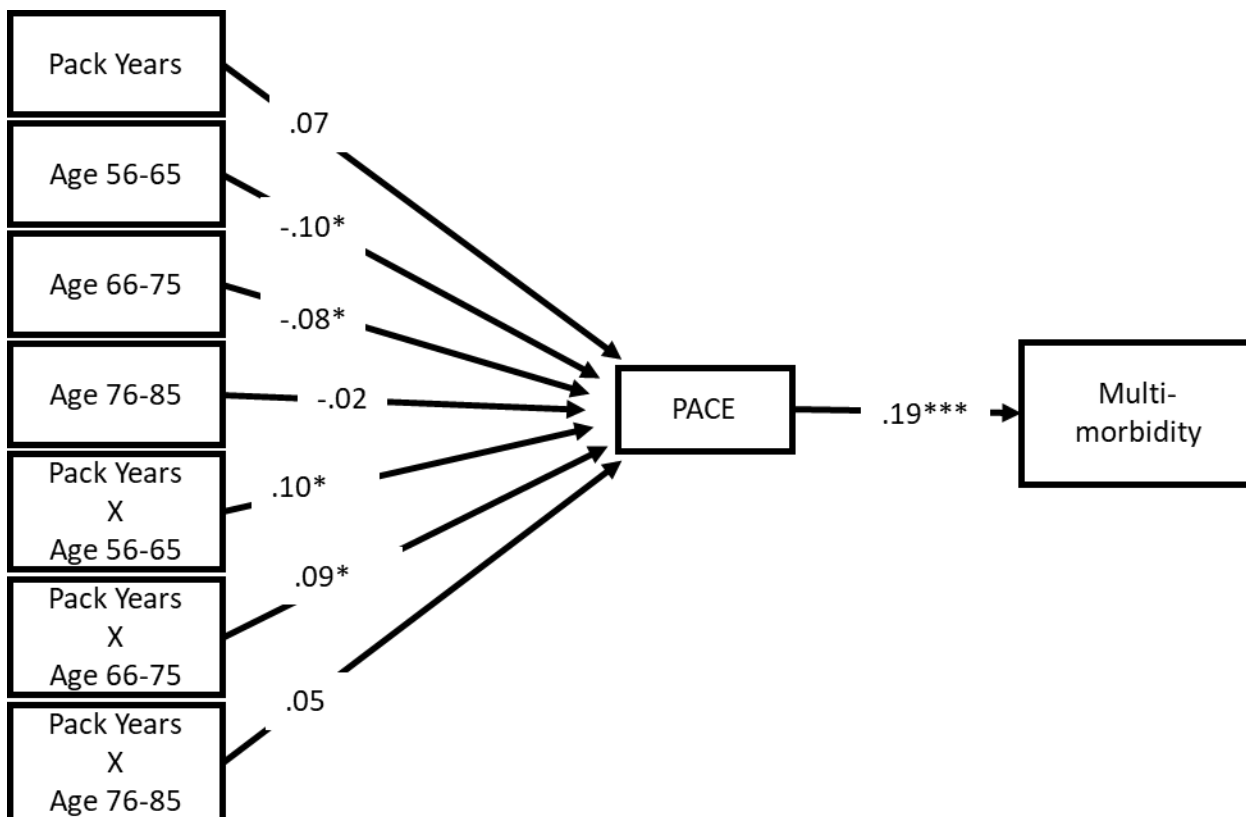 Pack Years
.07
Age 56-65
-.10*
Age 66-75
-.08*
Age 76-85
-.02
Pack Years
X
Age 56-65
.10*
Pack Years
X
Age 66-75
.09*
Pack Years
X
Age 76-85
.05
PACE
.19***
Multi-
morbidity